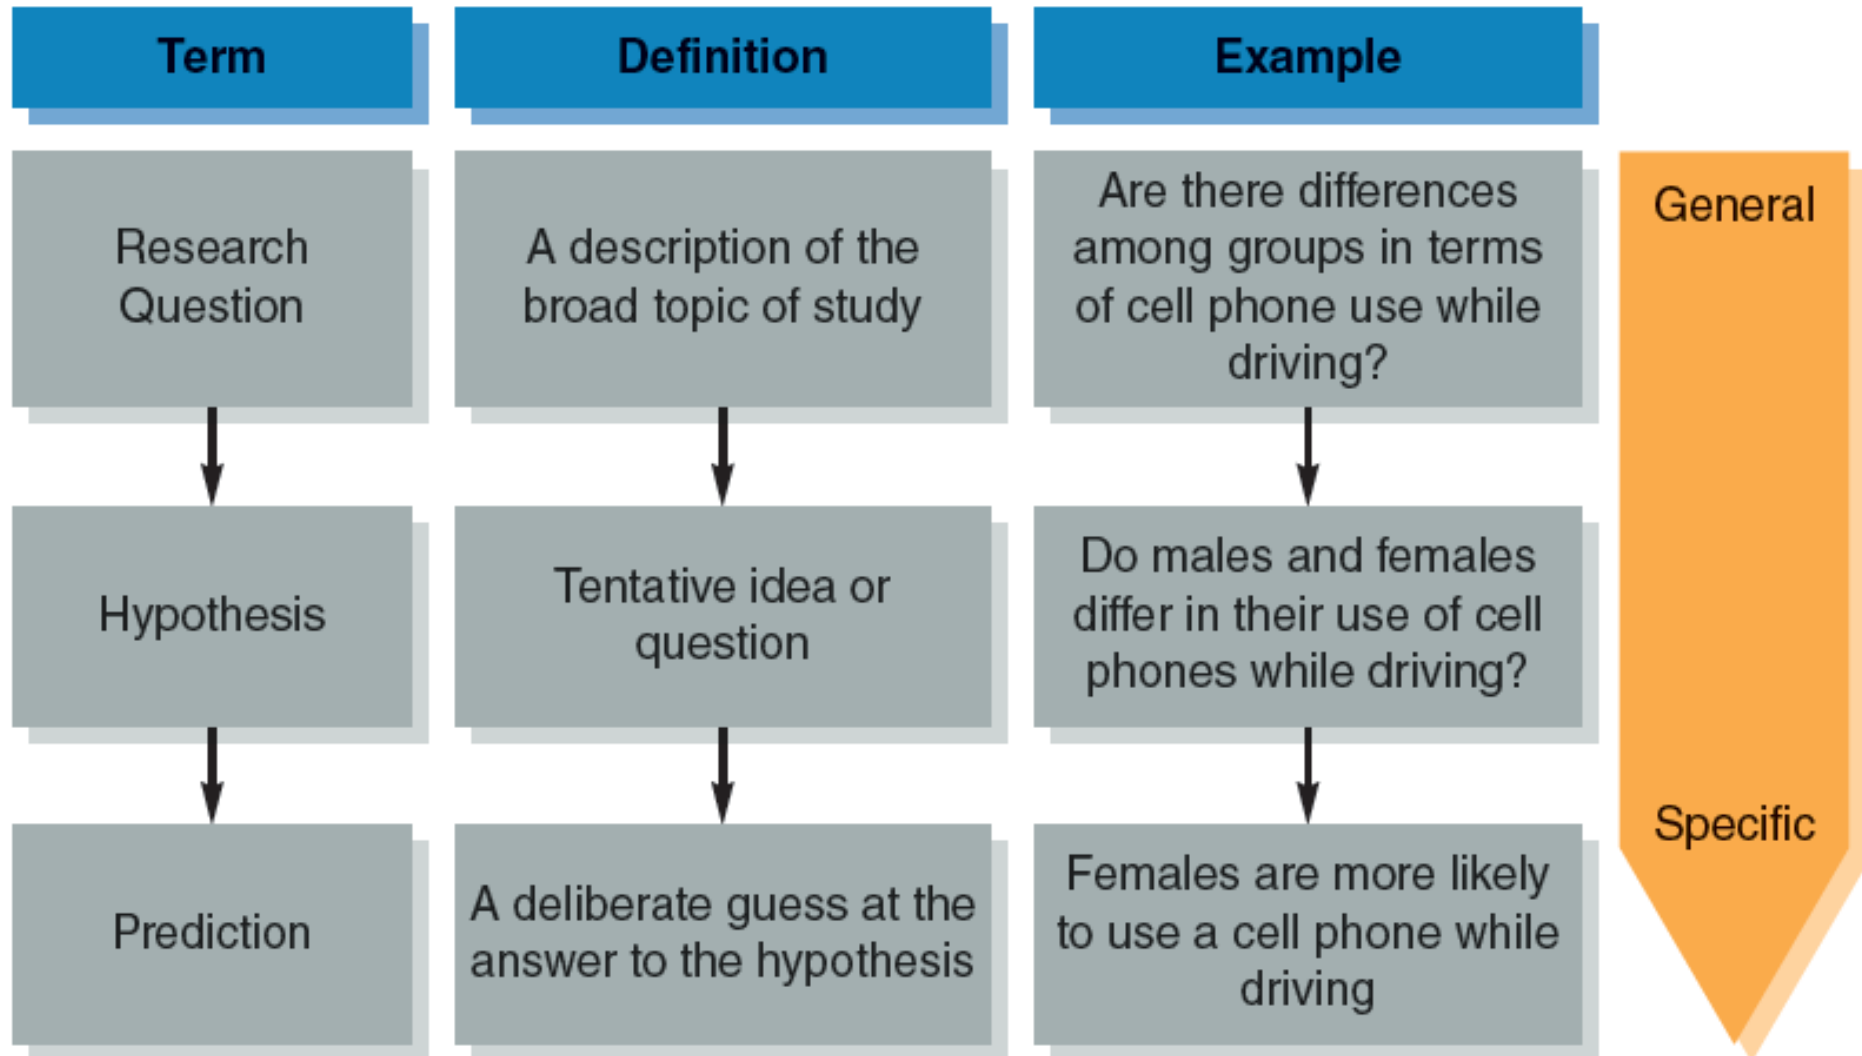 Term
Definition
Example
Research
Question
A description of the
broad topic of study
Are there differences
among groups in terms
of cell phone use while
driving?
General
Hypothesis
Tentative idea or
question
Do males and females
differ in their use of cell
phones while driving?
Specific
Prediction
A deliberate guess at the
answer to the hypothesis
Females are more likely
to use a cell phone while
driving